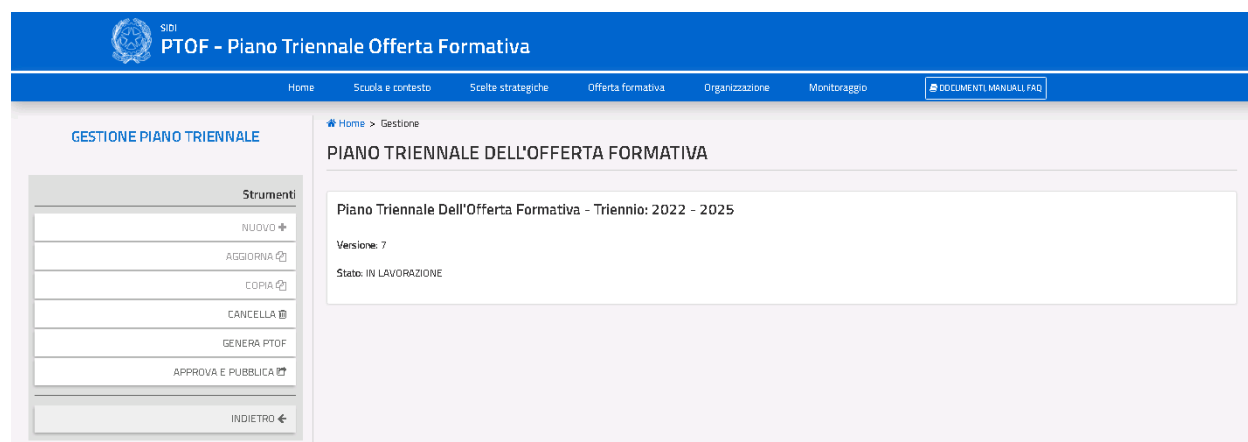 SIDI
PTOF - Piano Triennale Offerta Formativa
Home Scuola e contesto Scelte strategiche Offerta formativa Organizzazione Monitoraggio DOCUMENTI, MANUALI, FAQ
GESTIONE PIANO TRIENNALE
Strumenti
NUOVO
AGGIORNA
COPIA
CANCELLA
GENERA PTOF
APPROVA E PUBBLICA
INDIETRO
Home > Gestione
PIANO TRIENNALE DELL'OFFERTA FORMATIVA
Piano Triennale Dell'Offerta Formativa - Triennio: 2022 - 2025
Versione: 7
Stato: IN LAVORAZIONE